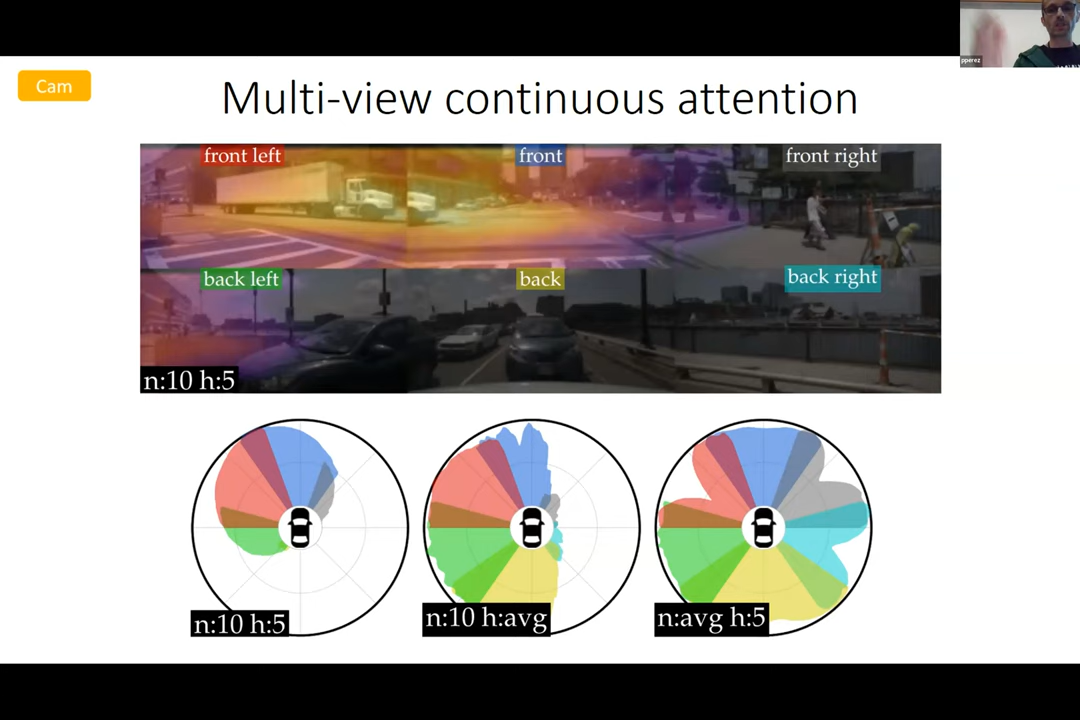 pperez
Cam
Multi-view continuous attention
front left
front
front right
back left
back
back right
n:10 h:5
n:10 h:5
n:10 h:avg
n:avg h:5